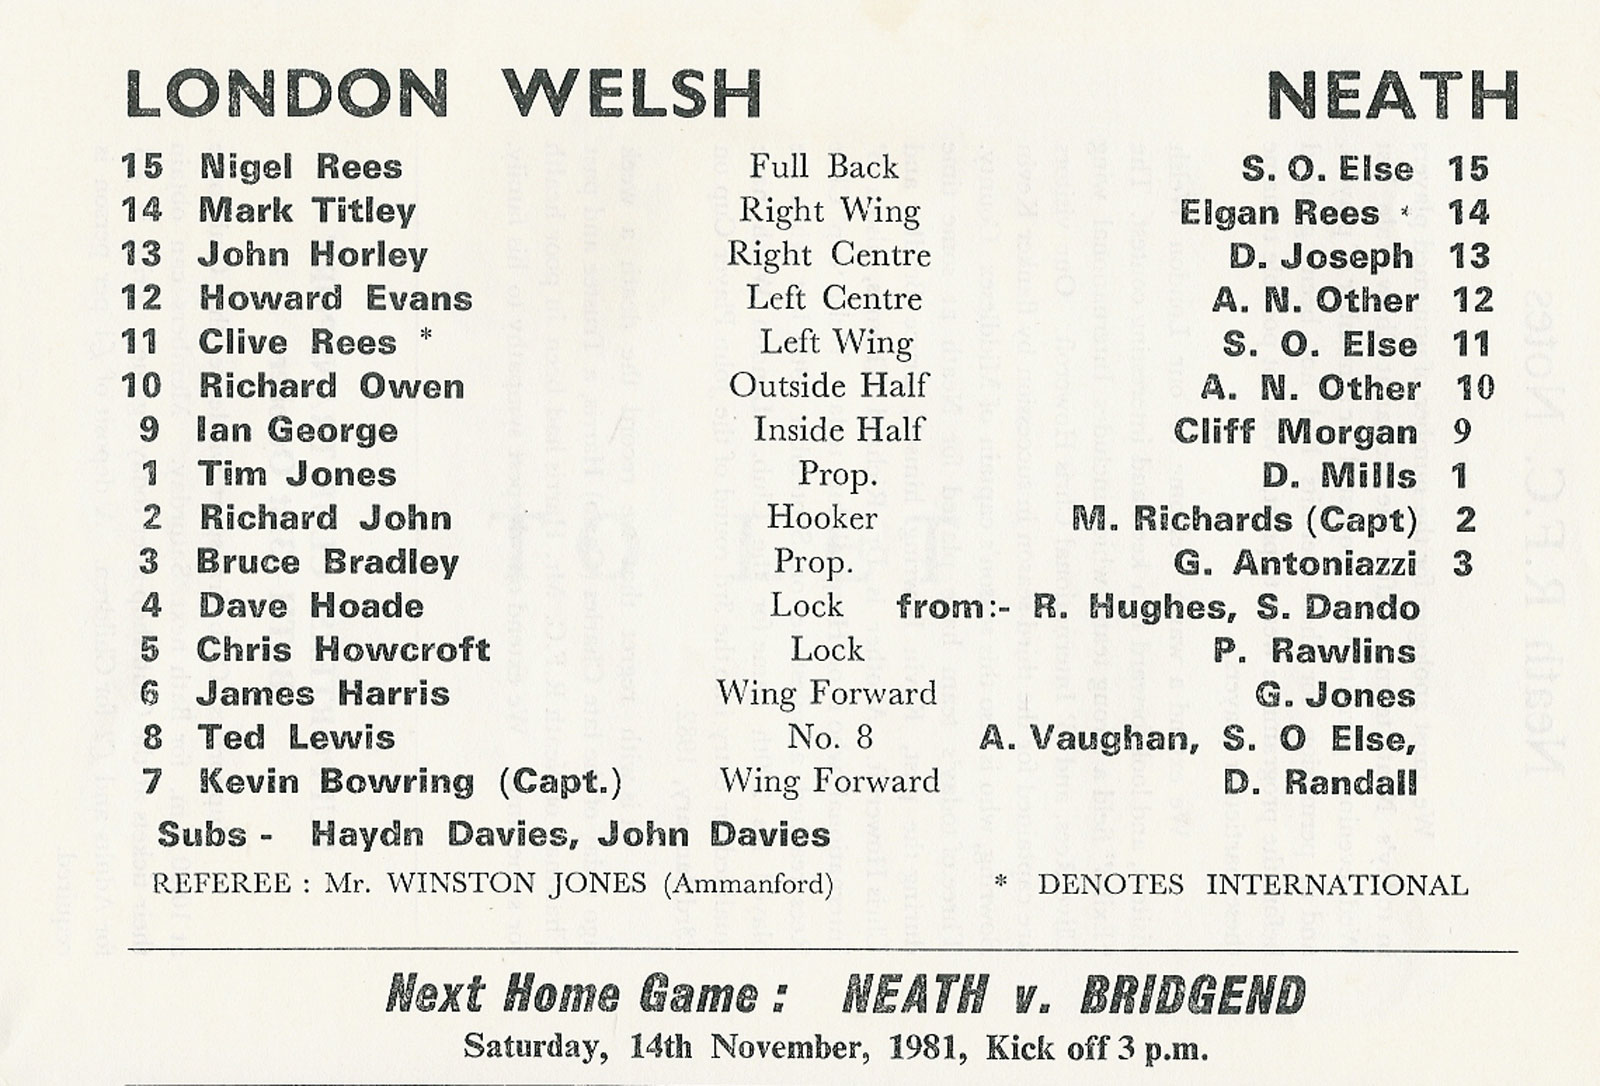 LONDON WELSH NEATH
15 Nigel Rees Full Back S. O. Else 15
14 Mark Titley Right Wing Elgan Rees * 14
13 John Horley Right Centre D. Joseph 13
12 Howard Evans Left Centre A. N. Other 12
11 Clive Rees * Left Wing S. O. Else 11
10 Richard Owen Outside Half A. N. Other 10
9 Ian George Inside Half Cliff Morgan 9
1 Tim Jones Prop. D. Mills 1
2 Richard John Hooker M. Richards (Capt) 2
3 Bruce Bradley Prop. G. Antoniazzi 3
4 Dave Hoade Lock from:- R. Hughes, S. Dando
5 Chris Howcroft Lock P. Rawlins
6 James Harris Wing Forward G. Jones
8 Ted Lewis No. 8 A. Vaughan, S. O Else,
7 Kevin Bowring (Capt.) Wing Forward D. Randall
Subs - Haydn Davies, John Davies
REFEREE : Mr. WINSTON JONES (Ammanford) * DENOTES INTERNATIONAL
Next Home Game : NEATH v. BRIDGEND
Saturday, 14th November, 1981, Kick off 3 p.m.